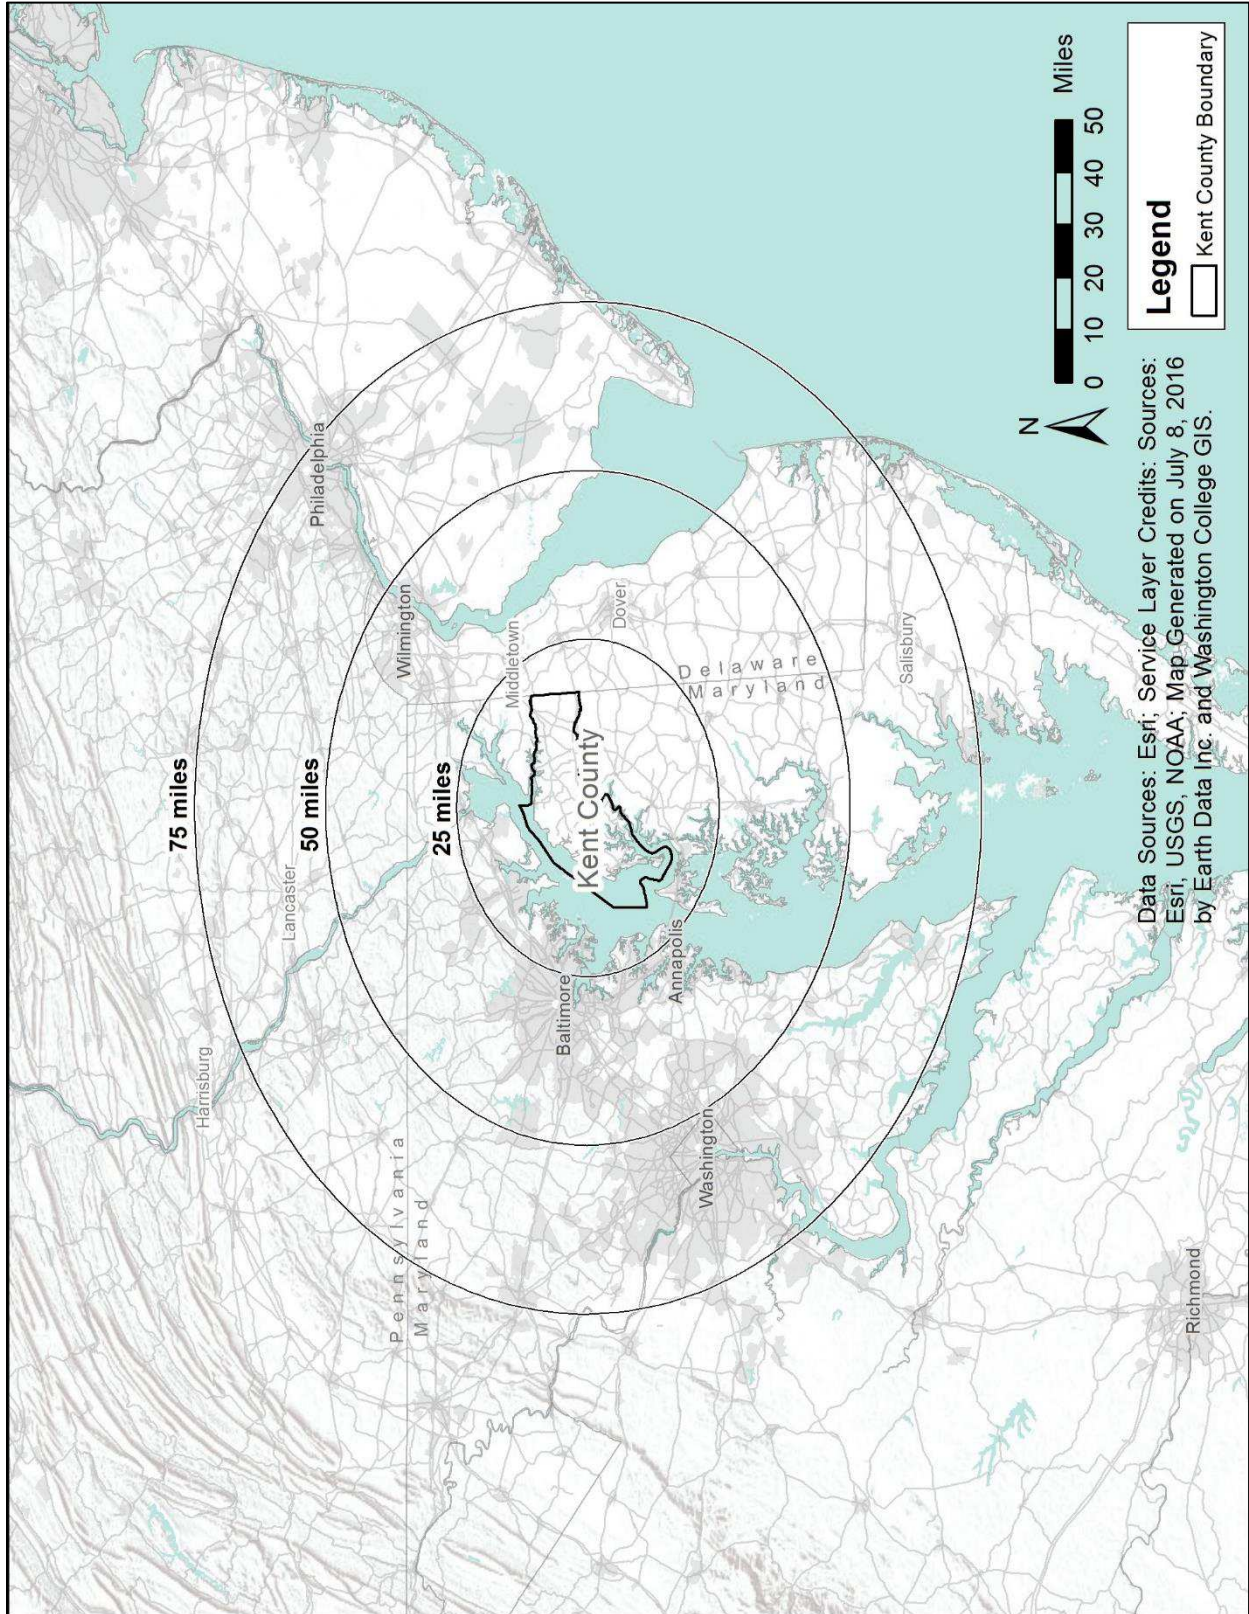 75 miles
50 miles
25 miles
Harrisburg
Lancaster
Philadelphia
Wilmington
Middletown
Dover
Pennsylvania
Maryland
Baltimore
Kent County
Annapolis
Washington
Delaware
Maryland
Salisbury
Richmond
N
0 10 20 30 40 50 Miles
Data Sources: Esri; Service Layer Credits: Sources:
Esri, USGS, NOAA; Map Generated on July 8, 2016
by Earth Data Inc. and Washington College GIS.
Legend
Kent County Boundary